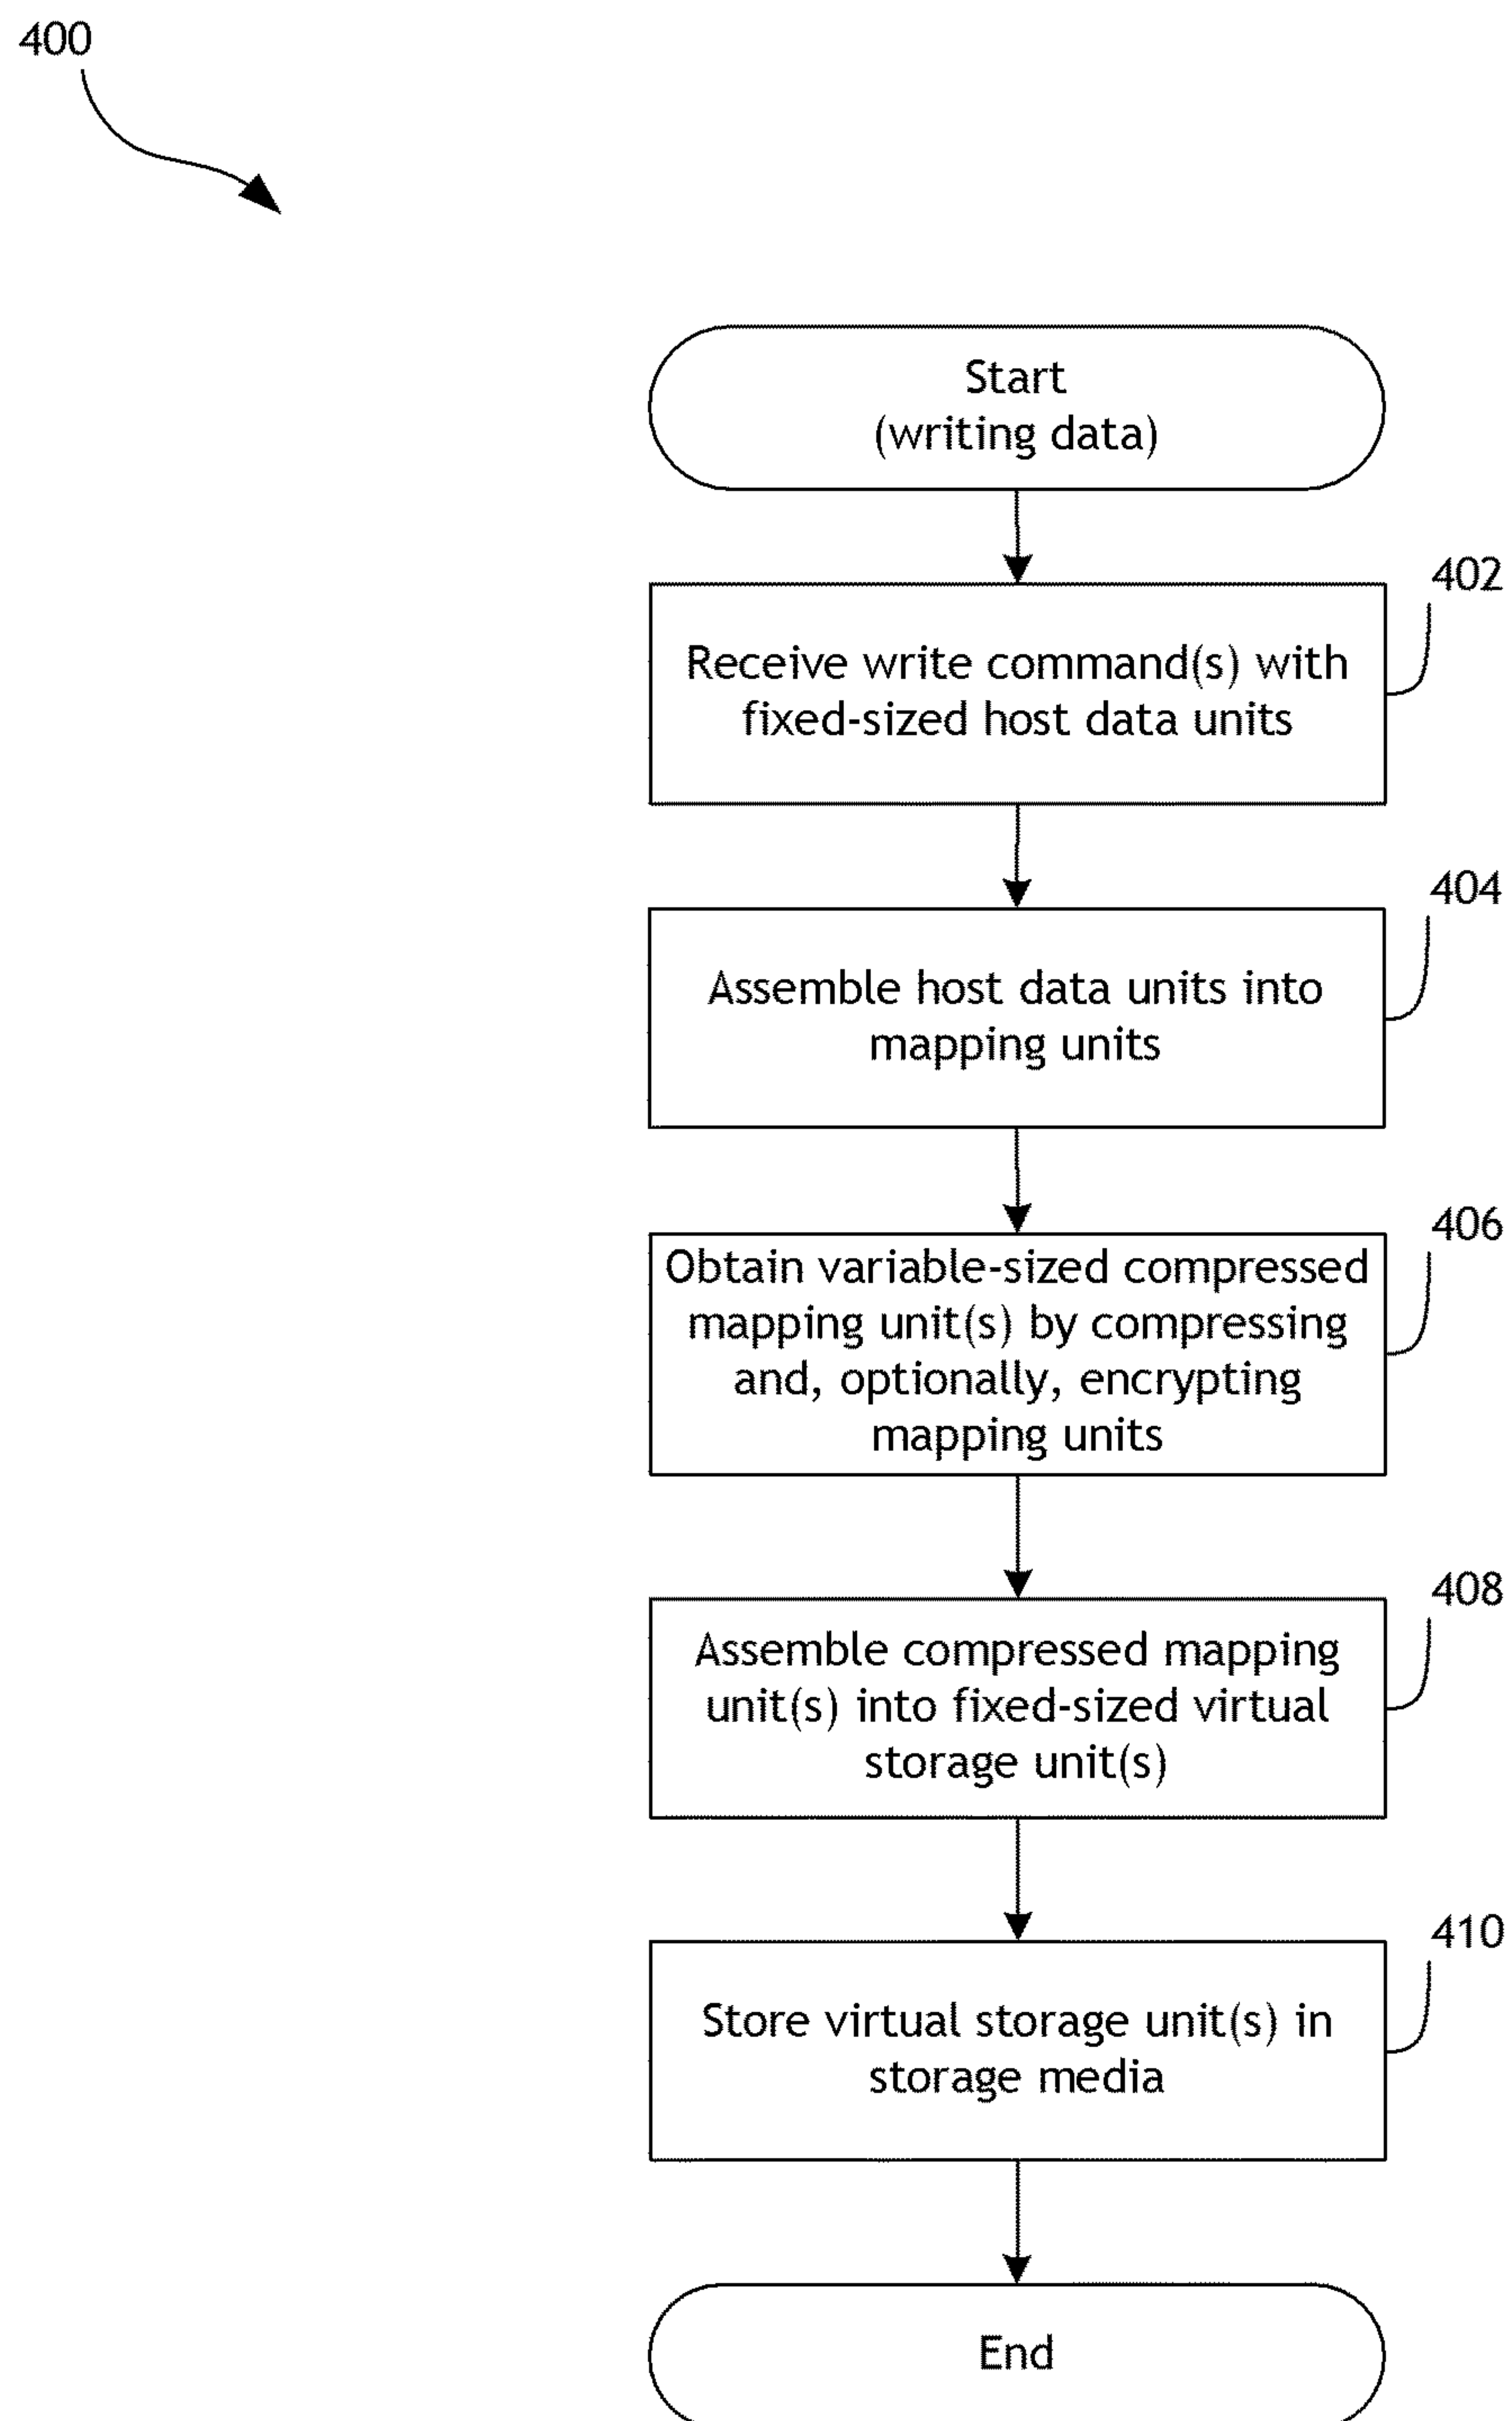 400
Start
(writing data)
402
Receive write command(s) with
fixed-sized host data units
404
Assemble host data units into
mapping units
406
Obtain variable-sized compressed
mapping unit(s) by compressing
and, optionally, encrypting
mapping units
408
Assemble compressed mapping
unit(s) into fixed-sized virtual
storage unit(s)
410
Store virtual storage unit(s) in
storage media
End